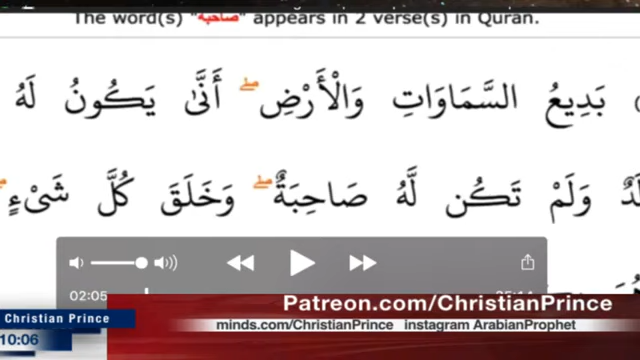 The word(s) "صاحبة" appears in 2 verse(s) in Quran.
بَدِيعُ السَّمَاوَاتِ وَالْأَرْضِ ۖ أَنَّىٰ يَكُونُ لَهُ
وَلَمْ تَكُن لَّهُ صَاحِبَةٌ ۖ وَخَلَقَ كُلَّ شَيْءٍ ۖ
02:05
Patreon.com/ChristianPrince
Christian Prince
minds.com/ChristianPrince instagram ArabianProphet
10:06